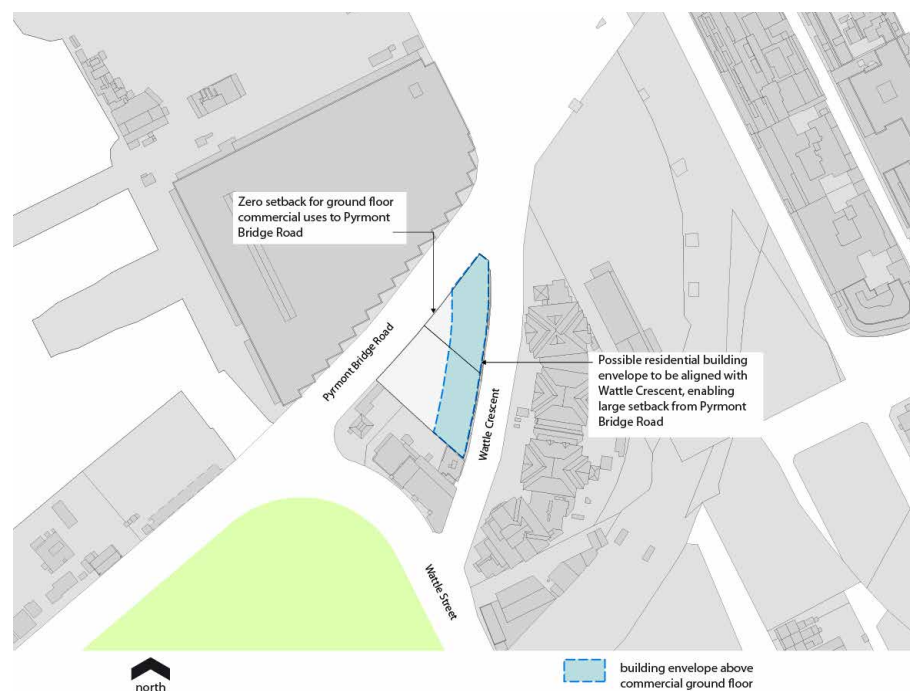 Zero setback for ground floor
commercial uses to Pyrmont
Bridge Road
Pyrmont Bridge Road
Possible residential building
envelope to be aligned with
Wattle Crescent, enabling
large setback from Pyrmont
Bridge Road
Wattle Crescent
Wattle Street
north
building envelope above
commercial ground floor